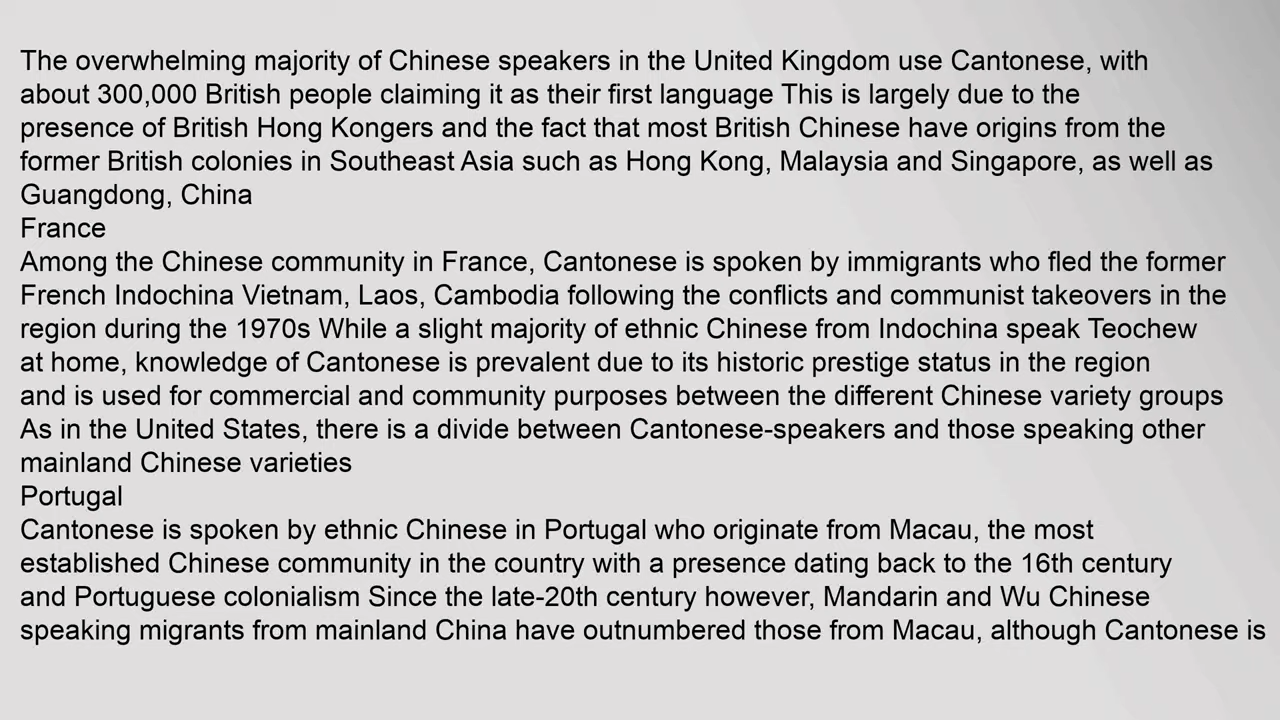 The overwhelming majority of Chinese speakers in the United Kingdom use Cantonese, with
about 300,000 British people claiming it as their first language This is largely due to the
presence of British Hong Kongers and the fact that most British Chinese have origins from the
former British colonies in Southeast Asia such as Hong Kong, Malaysia and Singapore, as well as
Guangdong, China
France
Among the Chinese community in France, Cantonese is spoken by immigrants who fled the former
French Indochina Vietnam, Laos, Cambodia following the conflicts and communist takeovers in the
region during the 1970s While a slight majority of ethnic Chinese from Indochina speak Teochew
at home, knowledge of Cantonese is prevalent due to its historic prestige status in the region
and is used for commercial and community purposes between the different Chinese variety groups
As in the United States, there is a divide between Cantonese-speakers and those speaking other
mainland Chinese varieties
Portugal
Cantonese is spoken by ethnic Chinese in Portugal who originate from Macau, the most
established Chinese community in the country with a presence dating back to the 16th century
and Portuguese colonialism Since the late-20th century however, Mandarin and Wu Chinese
speaking migrants from mainland China have outnumbered those from Macau, although Cantonese is